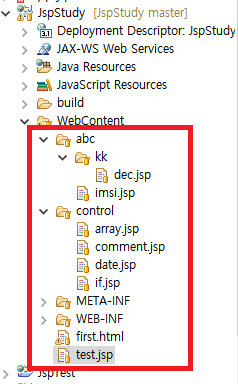 JspStudy [JspStudy master]
Deployment Descriptor: JspStudy
JAX-WS Web Services
Java Resources
JavaScript Resources
build
WebContent
abc
kk
dec.jsp
imsi.jsp
control
array.jsp
comment.jsp
date.jsp
if.jsp
META-INF
WEB-INF
first.html
test.jsp
JspTest